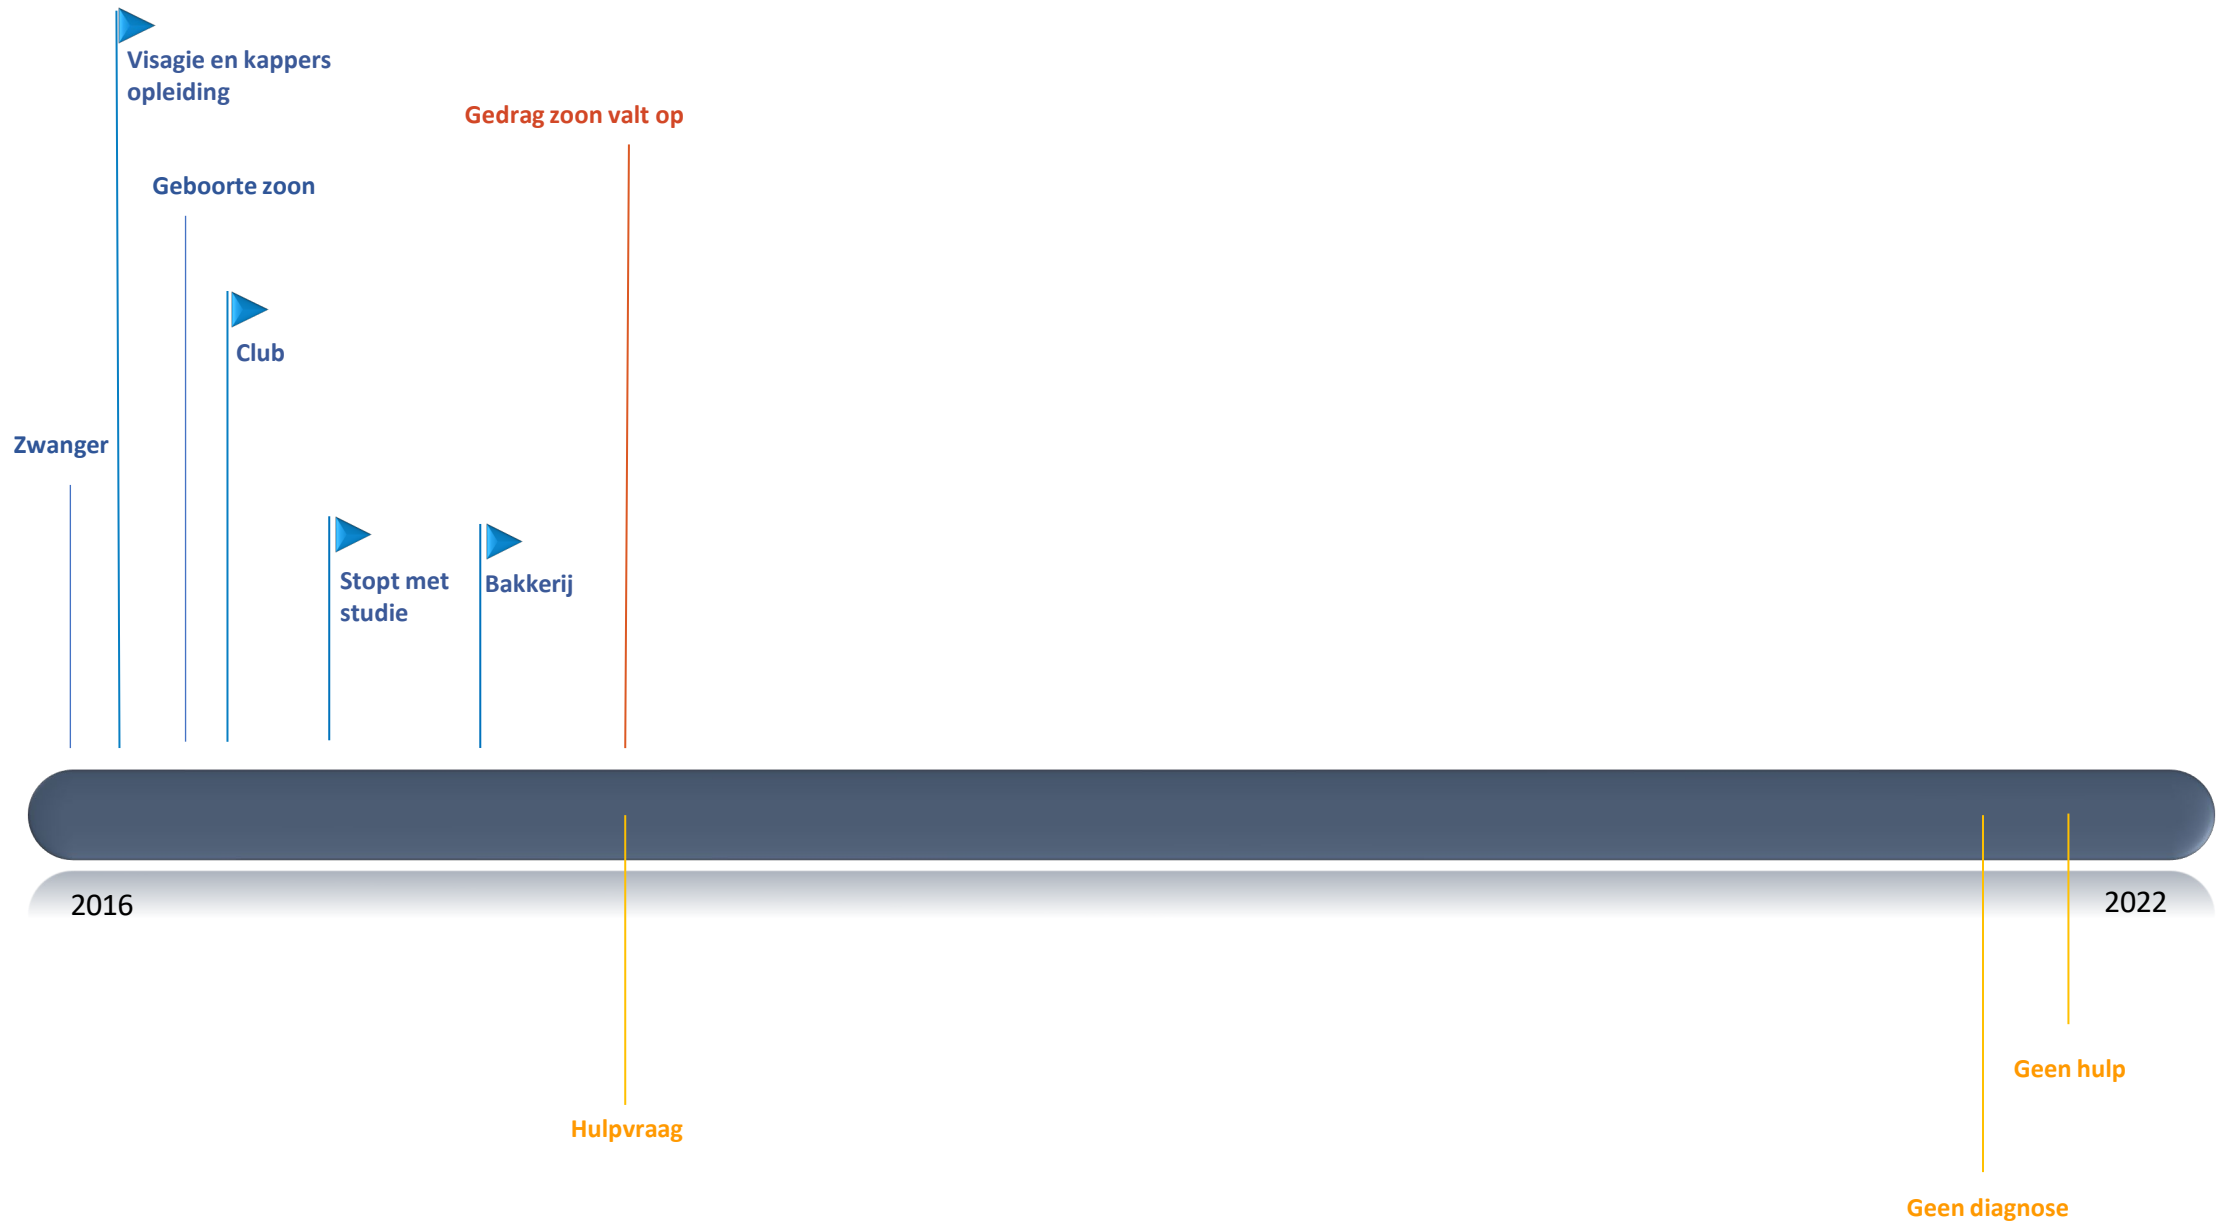 Visagie en kappers
opleiding
Gedrag zoon valt op
Geboorte zoon
Club
Zwanger
Stopt met
studie
Bakkerij
2016
2022
Geen hulp
Hulpvraag
Geen diagnose